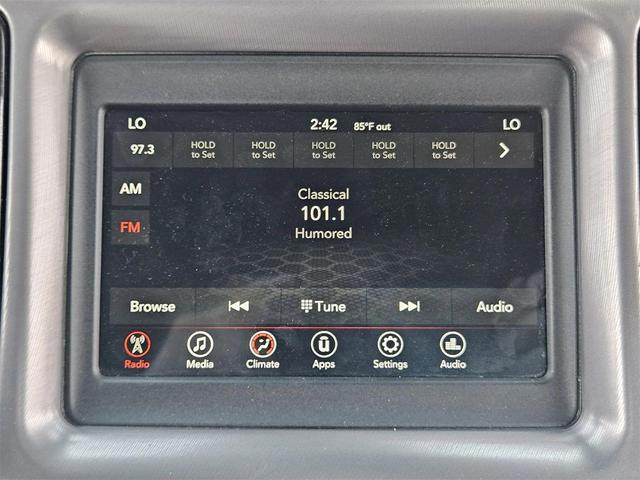 LO 2:42 85°F out LO
97.3 HOLD to Set HOLD to Set HOLD to Set HOLD to Set HOLD to Set
AM
Classical
101.1
FM
Humored
Browse Tune Audio
Radio Media Climate Apps Settings Audio